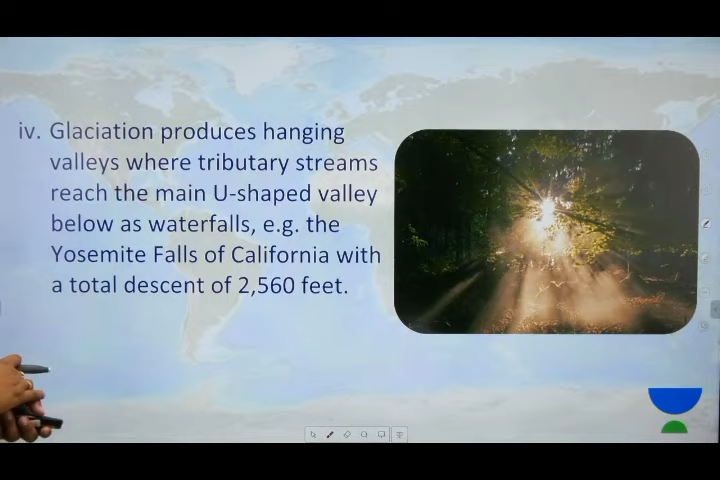 iv. Glaciation produces hanging
valleys where tributary streams
reach the main U-shaped valley
below as waterfalls, e.g. the
Yosemite Falls of California with
a total descent of 2,560 feet.